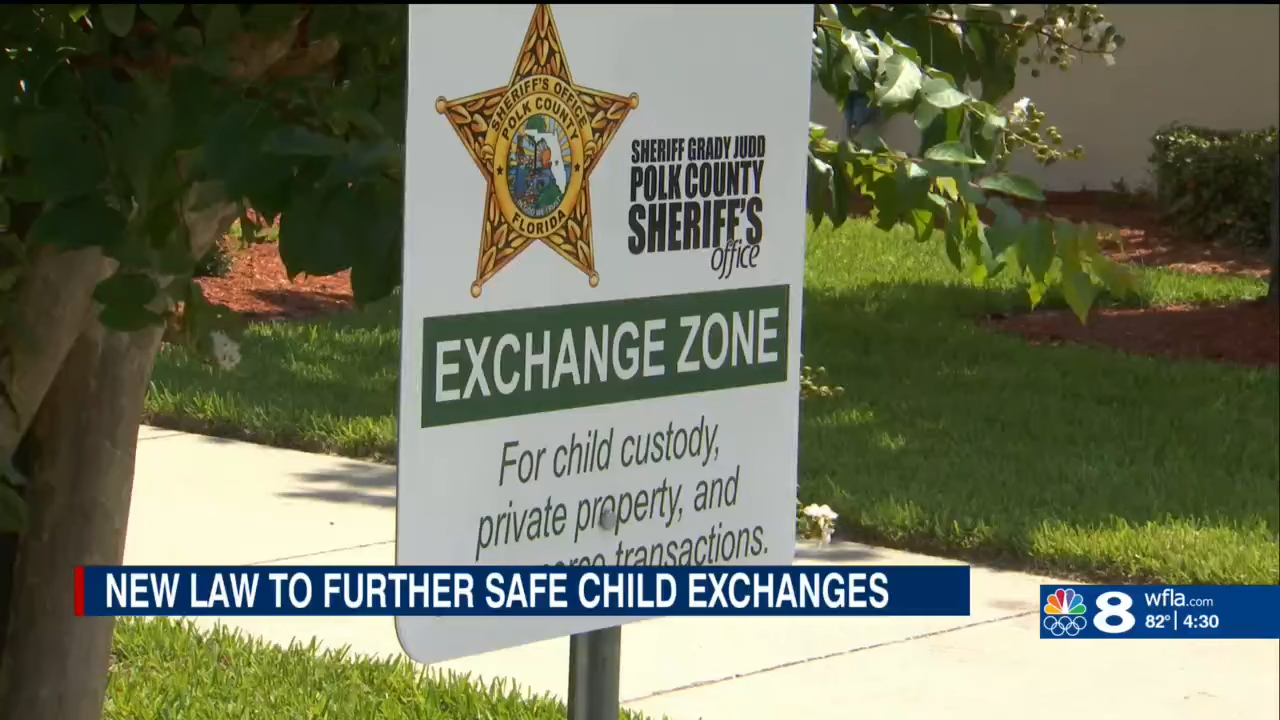 SHERIFF'S OFFICE
POLK COUNTY
FLORIDA
SHERIFF GRADY JUDD
POLK COUNTY
SHERIFF'S
office
EXCHANGE ZONE
For child custody,
private property, and
transactions.
NEW LAW TO FURTHER SAFE CHILD EXCHANGES
8
wfla.com
82° | 4:30